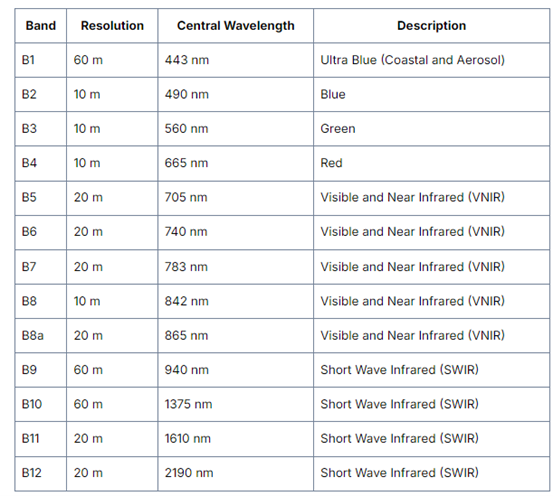 Band Resolution Central Wavelength Description
B1 60 m 443 nm Ultra Blue (Coastal and Aerosol)
B2 10 m 490 nm Blue
B3 10 m 560 nm Green
B4 10 m 665 nm Red
B5 20 m 705 nm Visible and Near Infrared (VNIR)
B6 20 m 740 nm Visible and Near Infrared (VNIR)
B7 20 m 783 nm Visible and Near Infrared (VNIR)
B8 10 m 842 nm Visible and Near Infrared (VNIR)
B8a 20 m 865 nm Visible and Near Infrared (VNIR)
B9 60 m 940 nm Short Wave Infrared (SWIR)
B10 60 m 1375 nm Short Wave Infrared (SWIR)
B11 20 m 1610 nm Short Wave Infrared (SWIR)
B12 20 m 2190 nm Short Wave Infrared (SWIR)